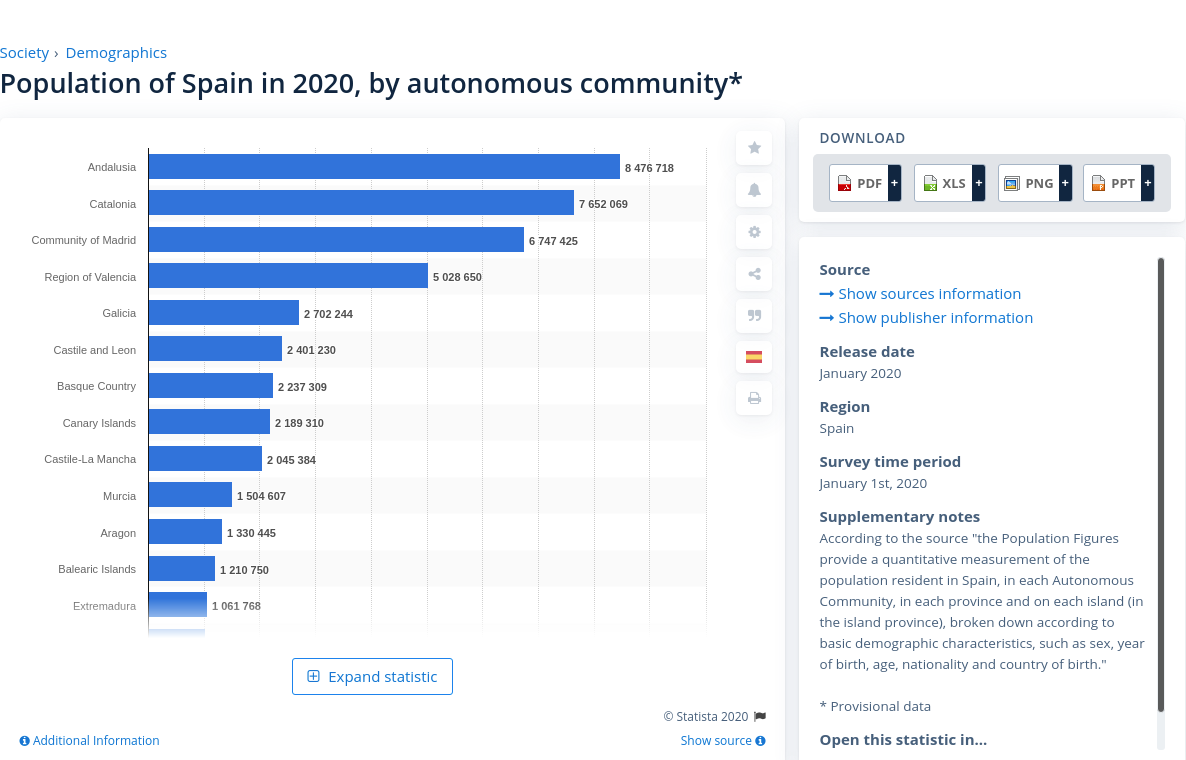 Society › Demographics
Population of Spain in 2020, by autonomous community*
Andalusia 8 476 718
Catalonia 7 652 069
Community of Madrid 6 747 425
Region of Valencia 5 028 650
Galicia 2 702 244
Castile and Leon 2 401 230
Basque Country 2 237 309
Canary Islands 2 189 310
Castile-La Mancha 2 045 384
Murcia 1 504 607
Aragon 1 330 445
Balearic Islands 1 210 750
Extremadura 1 061 768
Expand statistic
© Statista 2020
Additional Information
Show source
DOWNLOAD
PDF + XLS + PNG + PPT +
Source
Show sources information
Show publisher information
Release date
January 2020
Region
Spain
Survey time period
January 1st, 2020
Supplementary notes
According to the source "the Population Figures
provide a quantitative measurement of the
population resident in Spain, in each Autonomous
Community, in each province and on each island (in
the island province), broken down according to
basic demographic characteristics, such as sex, year
of birth, age, nationality and country of birth."
* Provisional data
Open this statistic in...